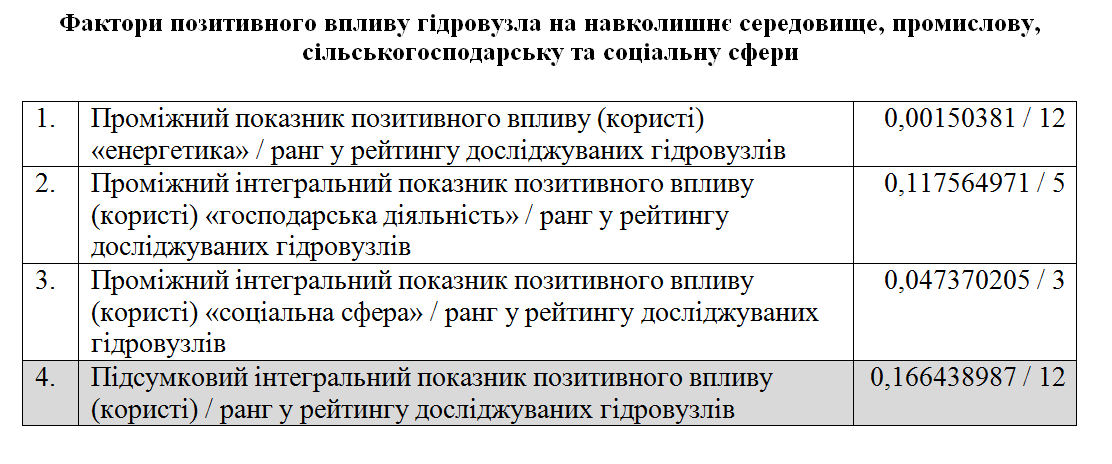 Фактори позитивного впливу гідровузла на навколишнє середовище, промислову,
сільськогосподарську та соціальну сфери
1. Проміжний показник позитивного впливу (користі) 0,00150381 / 12
«енергетика» / ранг у рейтингу досліджуваних гідровузлів
2. Проміжний інтегральний показник позитивного впливу 0,117564971 / 5
(користі) «господарська діяльність» / ранг у рейтингу
досліджуваних гідровузлів
3. Проміжний інтегральний показник позитивного впливу 0,047370205 / 3
(користі) «соціальна сфера» / ранг у рейтингу досліджуваних
гідровузлів
4. Підсумковий інтегральний показник позитивного впливу 0,166438987 / 12
(користі) / ранг у рейтингу досліджуваних гідровузлів